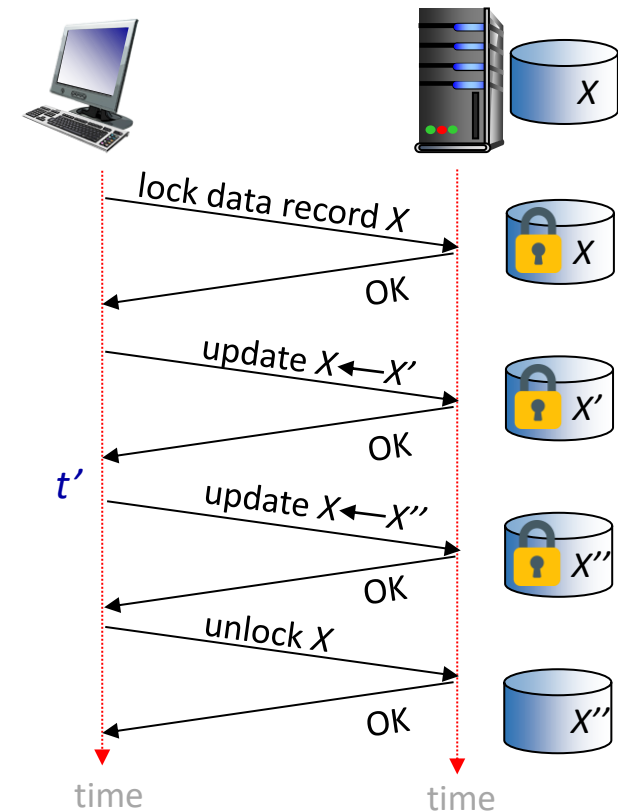 X
lock data record X
X
OK
update X←X’
X’
OK
t’
update X←X’’
X’’
OK
unlock X
X’’
OK
time
time